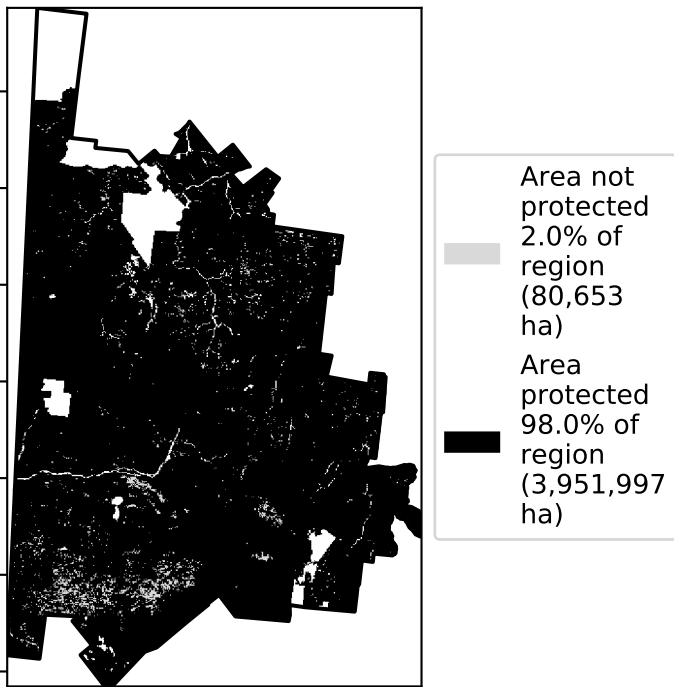 Area not
protected
2.0% of
region
(80,653
ha)
Area
protected
98.0% of
region
(3,951,997
ha)